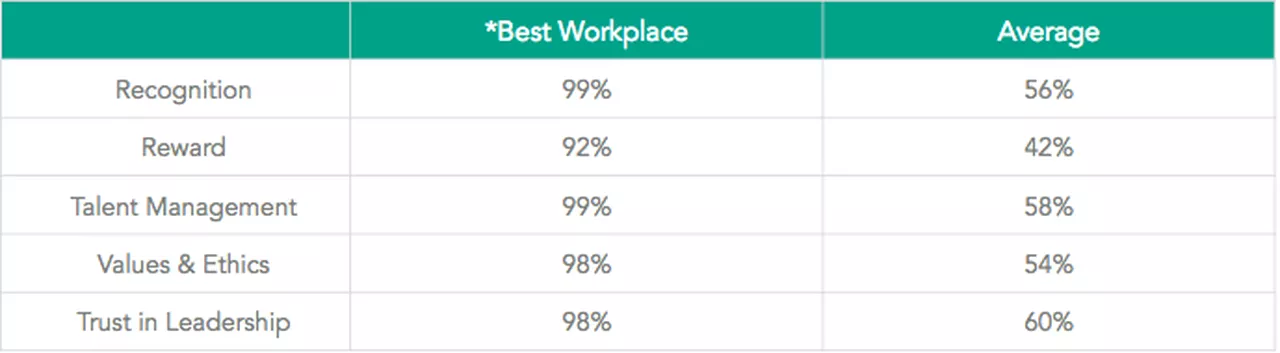 *Best Workplace Average
Recognition 99% 56%
Reward 92% 42%
Talent Management 99% 58%
Values & Ethics 98% 54%
Trust in Leadership 98% 60%